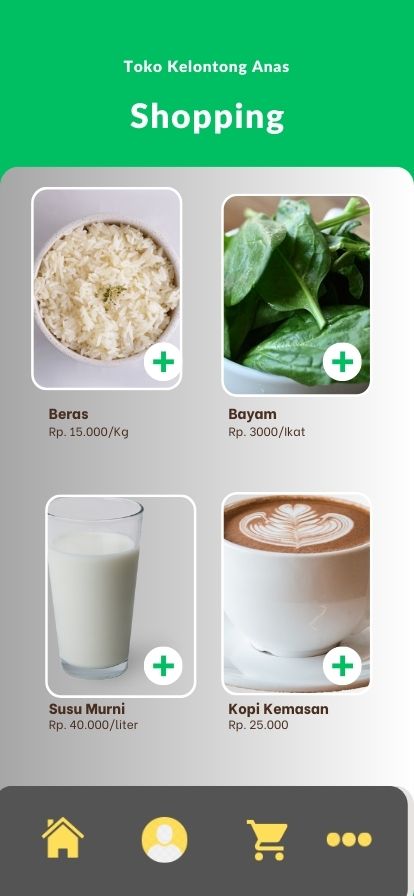 Toko Kelontong Anas
Shopping
Beras
Rp. 15.000/Kg
Bayam
Rp. 3000/Ikat
Susu Murni
Rp. 40.000/liter
Kopi Kemasan
Rp. 25.000